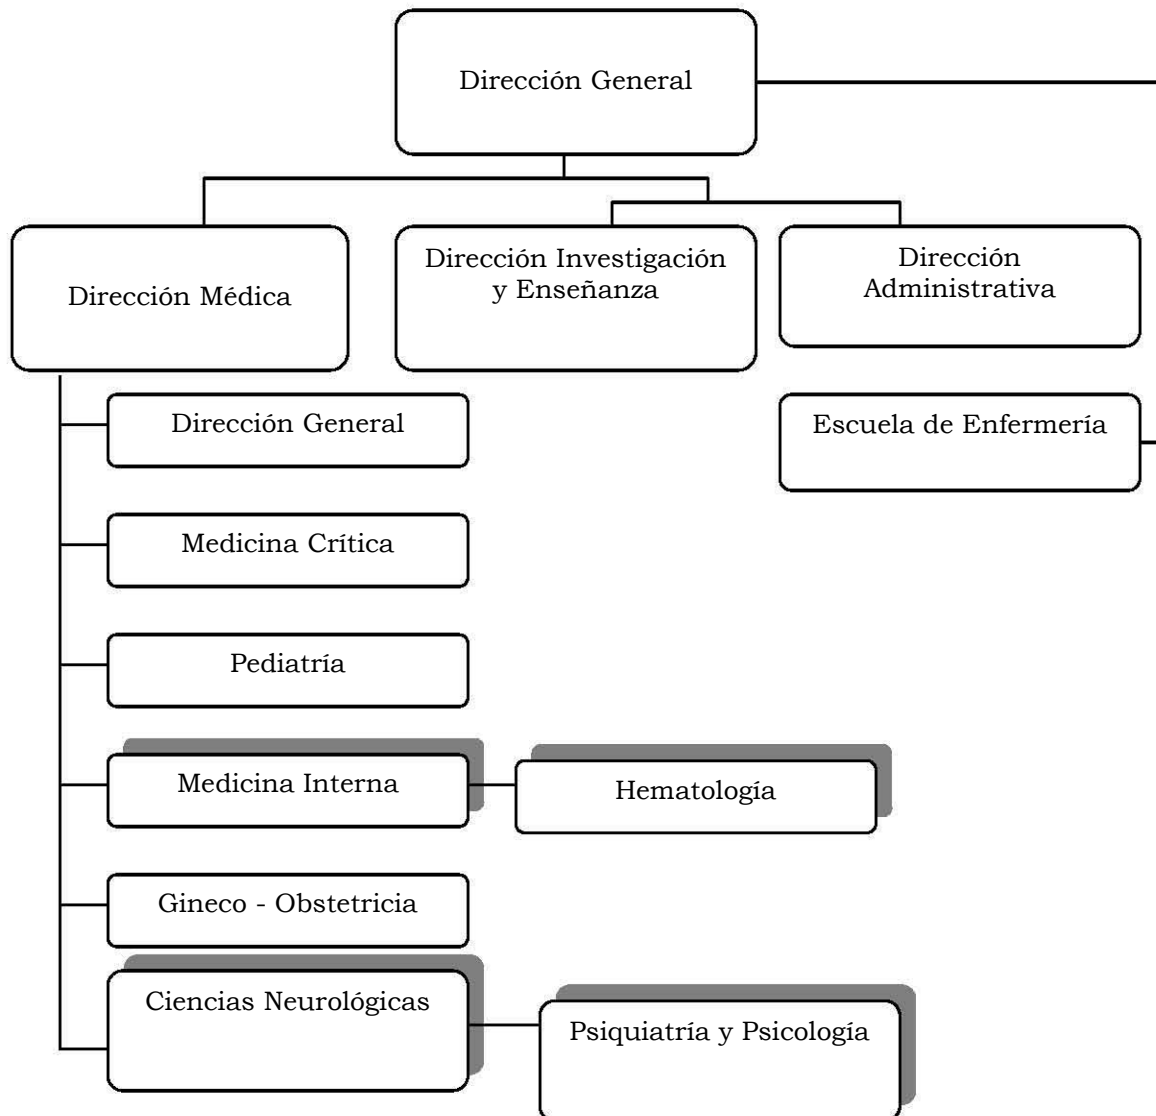 Dirección General
Dirección Médica
Dirección Investigación
y Enseñanza
Dirección
Administrativa
Dirección General
Escuela de Enfermería
Medicina Crítica
Pediatría
Medicina Interna
Hematología
Gineco - Obstetricia
Ciencias Neurológicas
Psiquiatría y Psicología